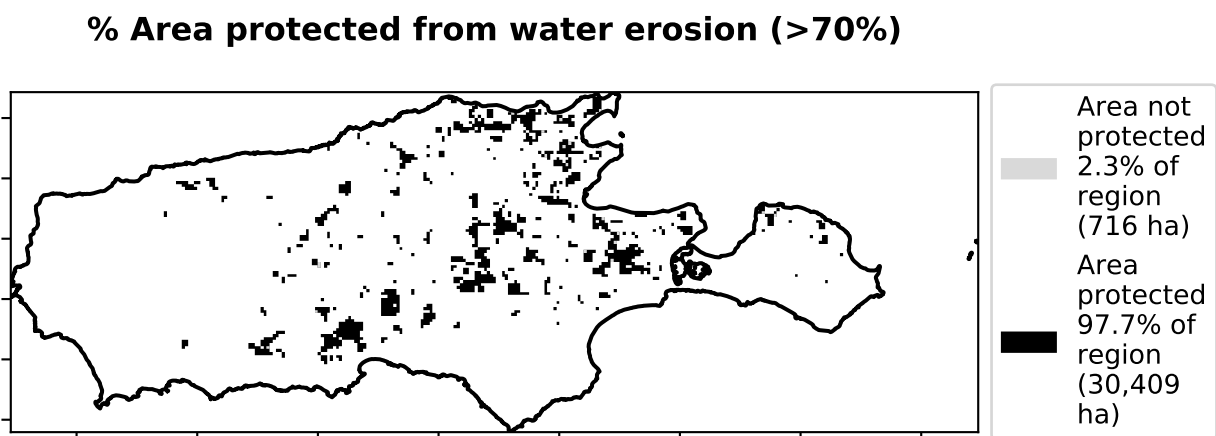 % Area protected from water erosion (>70%)
Area not
protected
2.3% of
region
(716 ha)
Area
protected
97.7% of
region
(30,409
ha)